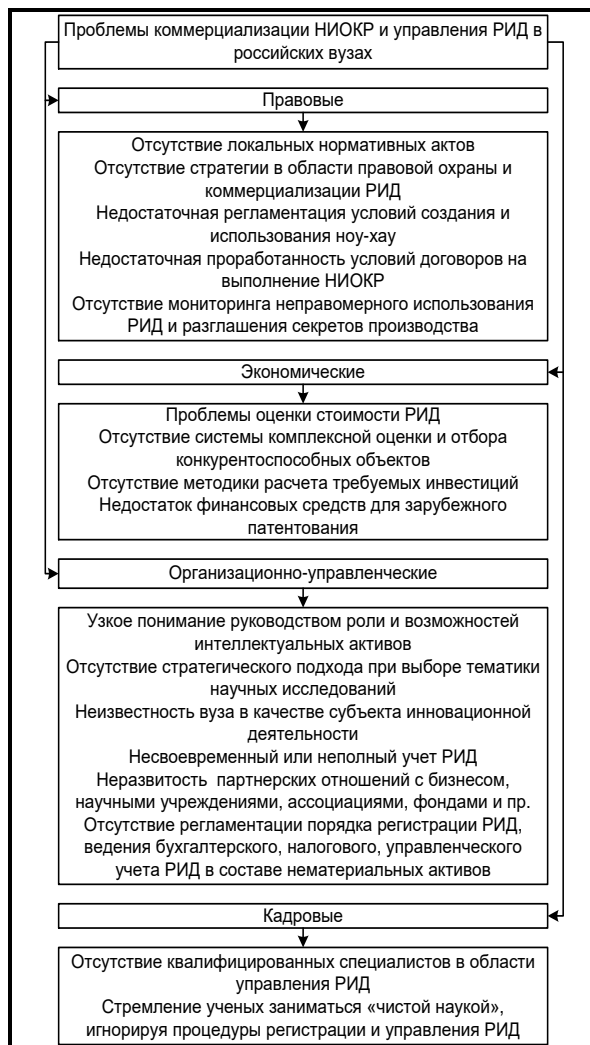 Проблемы коммерциализации НИОКР и управления РИД в
российских вузах
Правовые
Отсутствие локальных нормативных актов
Отсутствие стратегии в области правовой охраны и
коммерциализации РИД
Недостаточная регламентация условий создания и
использования ноу-хау
Недостаточная проработанность условий договоров на
выполнение НИОКР
Отсутствие мониторинга неправомерного использования
РИД и разглашения секретов производства
Экономические
Проблемы оценки стоимости РИД
Отсутствие системы комплексной оценки и отбора
конкурентоспособных объектов
Отсутствие методики расчета требуемых инвестиций
Недостаток финансовых средств для зарубежного
патентования
Организационно-управленческие
Узкое понимание руководством роли и возможностей
интеллектуальных активов
Отсутствие стратегического подхода при выборе тематики
научных исследований
Неизвестность вуза в качестве субъекта инновационной
деятельности
Несвоевременный или неполный учет РИД
Неразвитость партнерских отношений с бизнесом,
научными учреждениями, ассоциациями, фондами и пр.
Отсутствие регламентации порядка регистрации РИД,
ведения бухгалтерского, налогового, управленческого
учета РИД в составе нематериальных активов
Кадровые
Отсутствие квалифицированных специалистов в области
управления РИД
Стремление ученых заниматься «чистой наукой»,
игнорируя процедуры регистрации и управления РИД